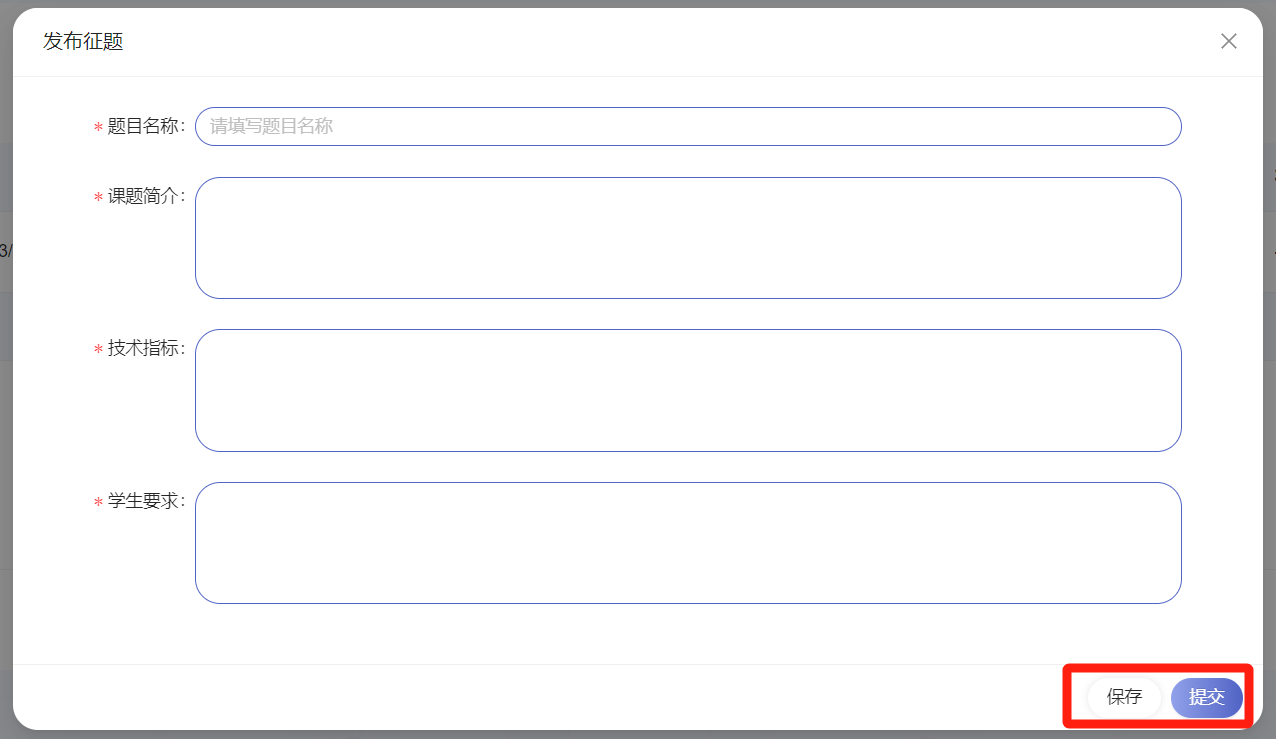 发布征题
* 题目名称: 请填写题目名称
* 课题简介:
3/
* 技术指标:
* 学生要求:
保存 提交